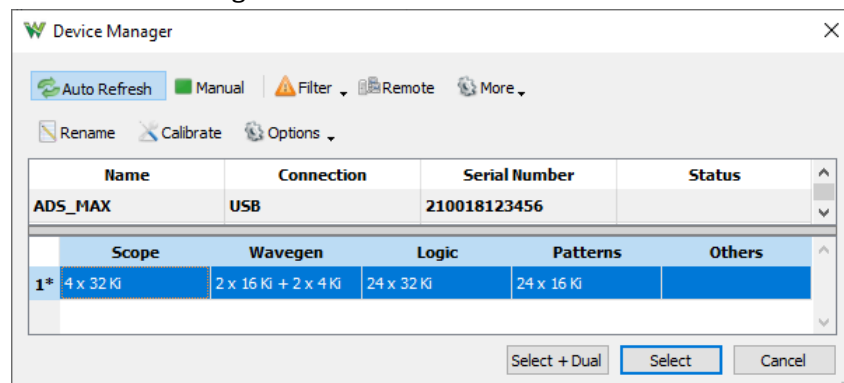 Device Manager
Auto Refresh Manual Filter Remote More
Rename Calibrate Options
Name Connection Serial Number Status
ADS_MAX USB 210018123456
Scope Wavegen Logic Patterns Others
1* 4 x 32 Ki 2 x 16 Ki + 2 x 4 Ki 24 x 32 Ki 24 x 16 Ki
Select + Dual Select Cancel